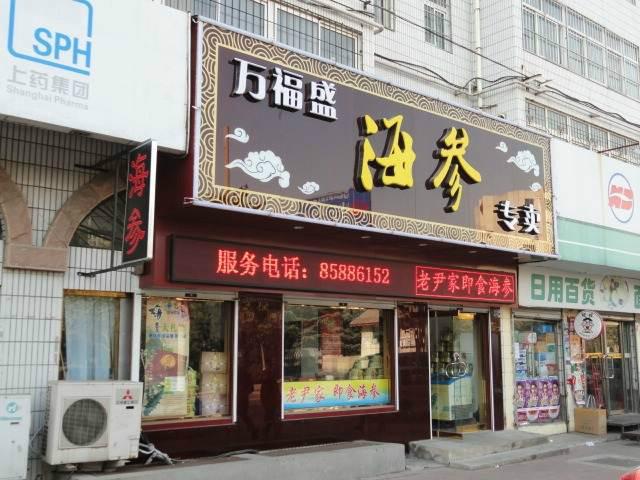 SPH
上药集团
Shanghai Pharma
万福盛
海参
专卖
海参
服务电话：85886152
老尹家即食海参
日用百货
老尹家 即食海参